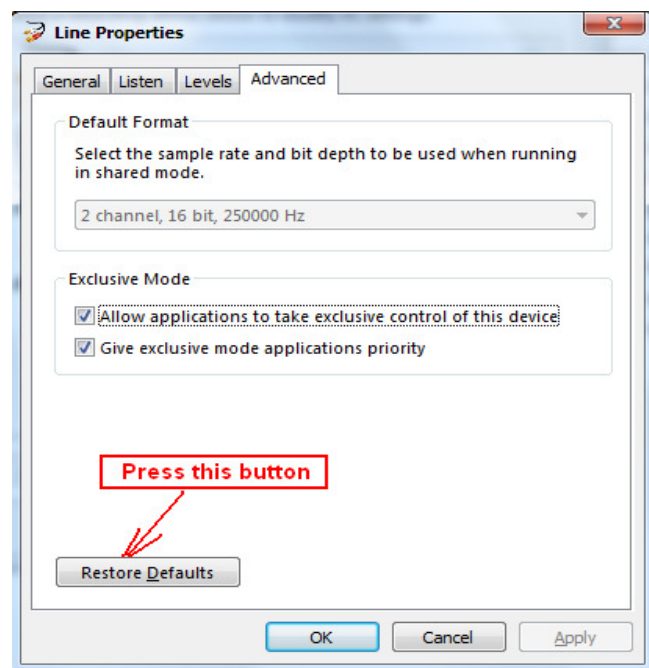 Line Properties
General Listen Levels Advanced
Default Format
Select the sample rate and bit depth to be used when running
in shared mode.
2 channel, 16 bit, 250000 Hz
Exclusive Mode
Allow applications to take exclusive control of this device
Give exclusive mode applications priority
Press this button
Restore Defaults
OK Cancel Apply